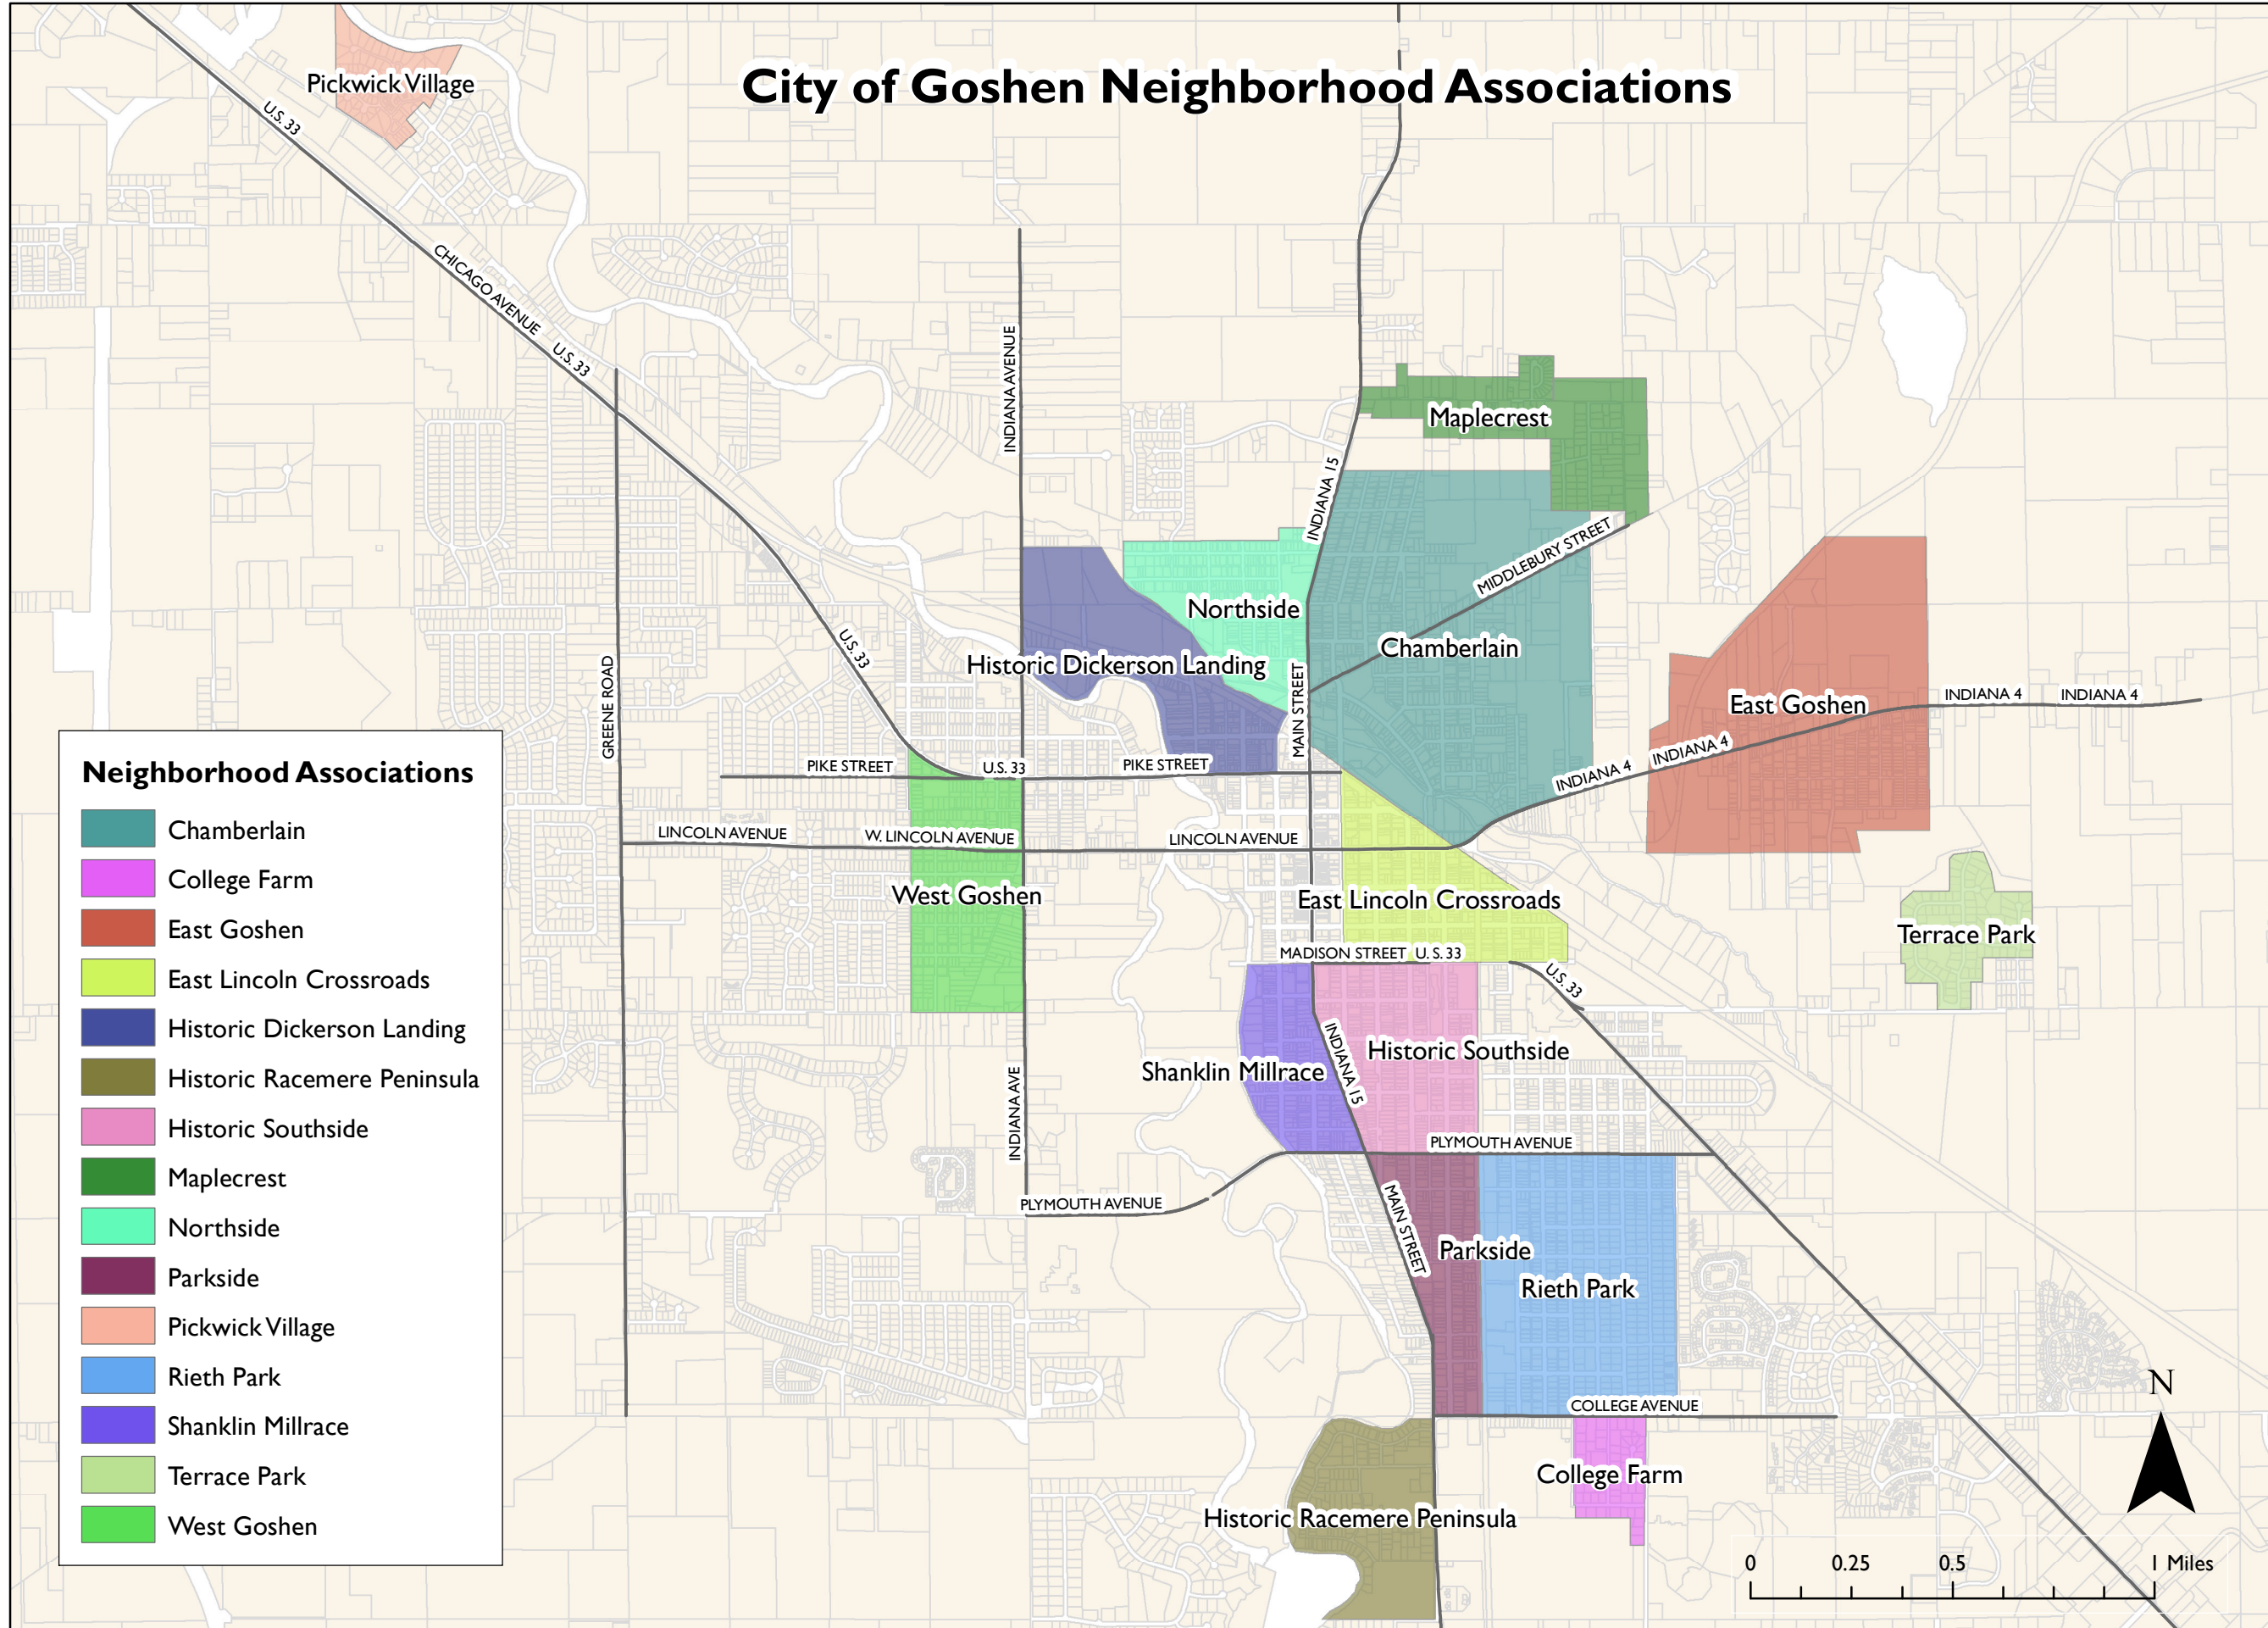 City of Goshen Neighborhood Associations
Pickwick Village
U.S. 33
CHICAGO AVENUE
U.S. 33
INDIANA AVENUE
Maplecrest
INDIANA 15
MIDDLEBURY STREET
Northside
Chamberlain
U.S. 33
Historic Dickerson Landing
GREENE ROAD
MAIN STREET
East Goshen
INDIANA 4
INDIANA 4
INDIANA 4
INDIANA 4
PIKE STREET
U.S. 33
PIKE STREET
LINCOLN AVENUE
W. LINCOLN AVENUE
LINCOLN AVENUE
West Goshen
East Lincoln Crossroads
Terrace Park
MADISON STREET
U. S. 33
U.S. 33
INDIANA 15
Historic Southside
Shanklin Millrace
INDIANA AVE
PLYMOUTH AVENUE
PLYMOUTH AVENUE
MAIN STREET
Parkside
Rieth Park
COLLEGE AVENUE
College Farm
Historic Racemere Peninsula
Neighborhood Associations
Chamberlain
College Farm
East Goshen
East Lincoln Crossroads
Historic Dickerson Landing
Historic Racemere Peninsula
Historic Southside
Maplecrest
Northside
Parkside
Pickwick Village
Rieth Park
Shanklin Millrace
Terrace Park
West Goshen
N
0 0.25 0.5 1 Miles